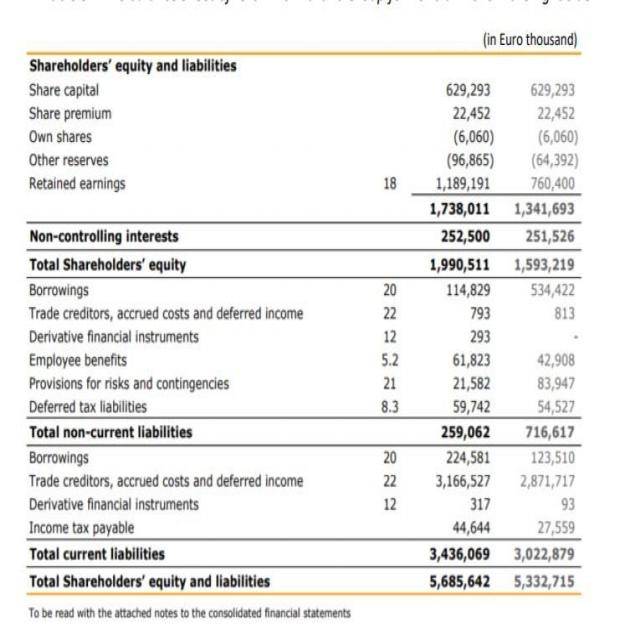 (in Euro thousand)
Shareholders' equity and liabilities
Share capital 629,293 629,293
Share premium 22,452 22,452
Own shares (6,060) (6,060)
Other reserves (96,865) (64,392)
Retained earnings 18 1,189,191 760,400
1,738,011 1,341,693
Non-controlling interests 252,500 251,526
Total Shareholders' equity 1,990,511 1,593,219
Borrowings 20 114,829 534,422
Trade creditors, accrued costs and deferred income 22 793 813
Derivative financial instruments 12 293 -
Employee benefits 5.2 61,823 42,908
Provisions for risks and contingencies 21 21,582 83,947
Deferred tax liabilities 8.3 59,742 54,527
Total non-current liabilities 259,062 716,617
Borrowings 20 224,581 123,510
Trade creditors, accrued costs and deferred income 22 3,166,527 2,871,717
Derivative financial instruments 12 317 93
Income tax payable 44,644 27,559
Total current liabilities 3,436,069 3,022,879
Total Shareholders' equity and liabilities 5,685,642 5,332,715
To be read with the attached notes to the consolidated financial statements